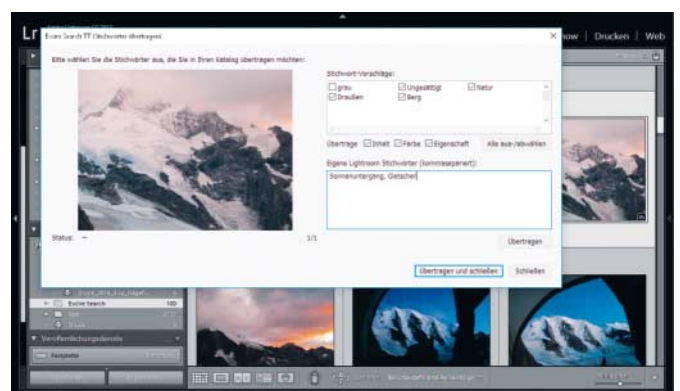 Lr
how | Drucken | Web
Excire Search TT (Stichwörter übertragen)
Bitte wählen Sie die Stichwörter aus, die Sie in Ihren Katalog übertragen möchten:
Stichwort-Vorschläge:
grau Ungesättigt Natur
Draußen Berg
Übertrage Inhalt Farbe Eigenschaft Alle aus-/abwählen
Eigene Lightroom Stichwörter (kommasepariert):
Sonnenuntergang, Gletscher
Status:
1/1
Übertragen
Übertragen und schließen Schließen
Excire Search 100
Veröffentlichungsdienste
Festplatte